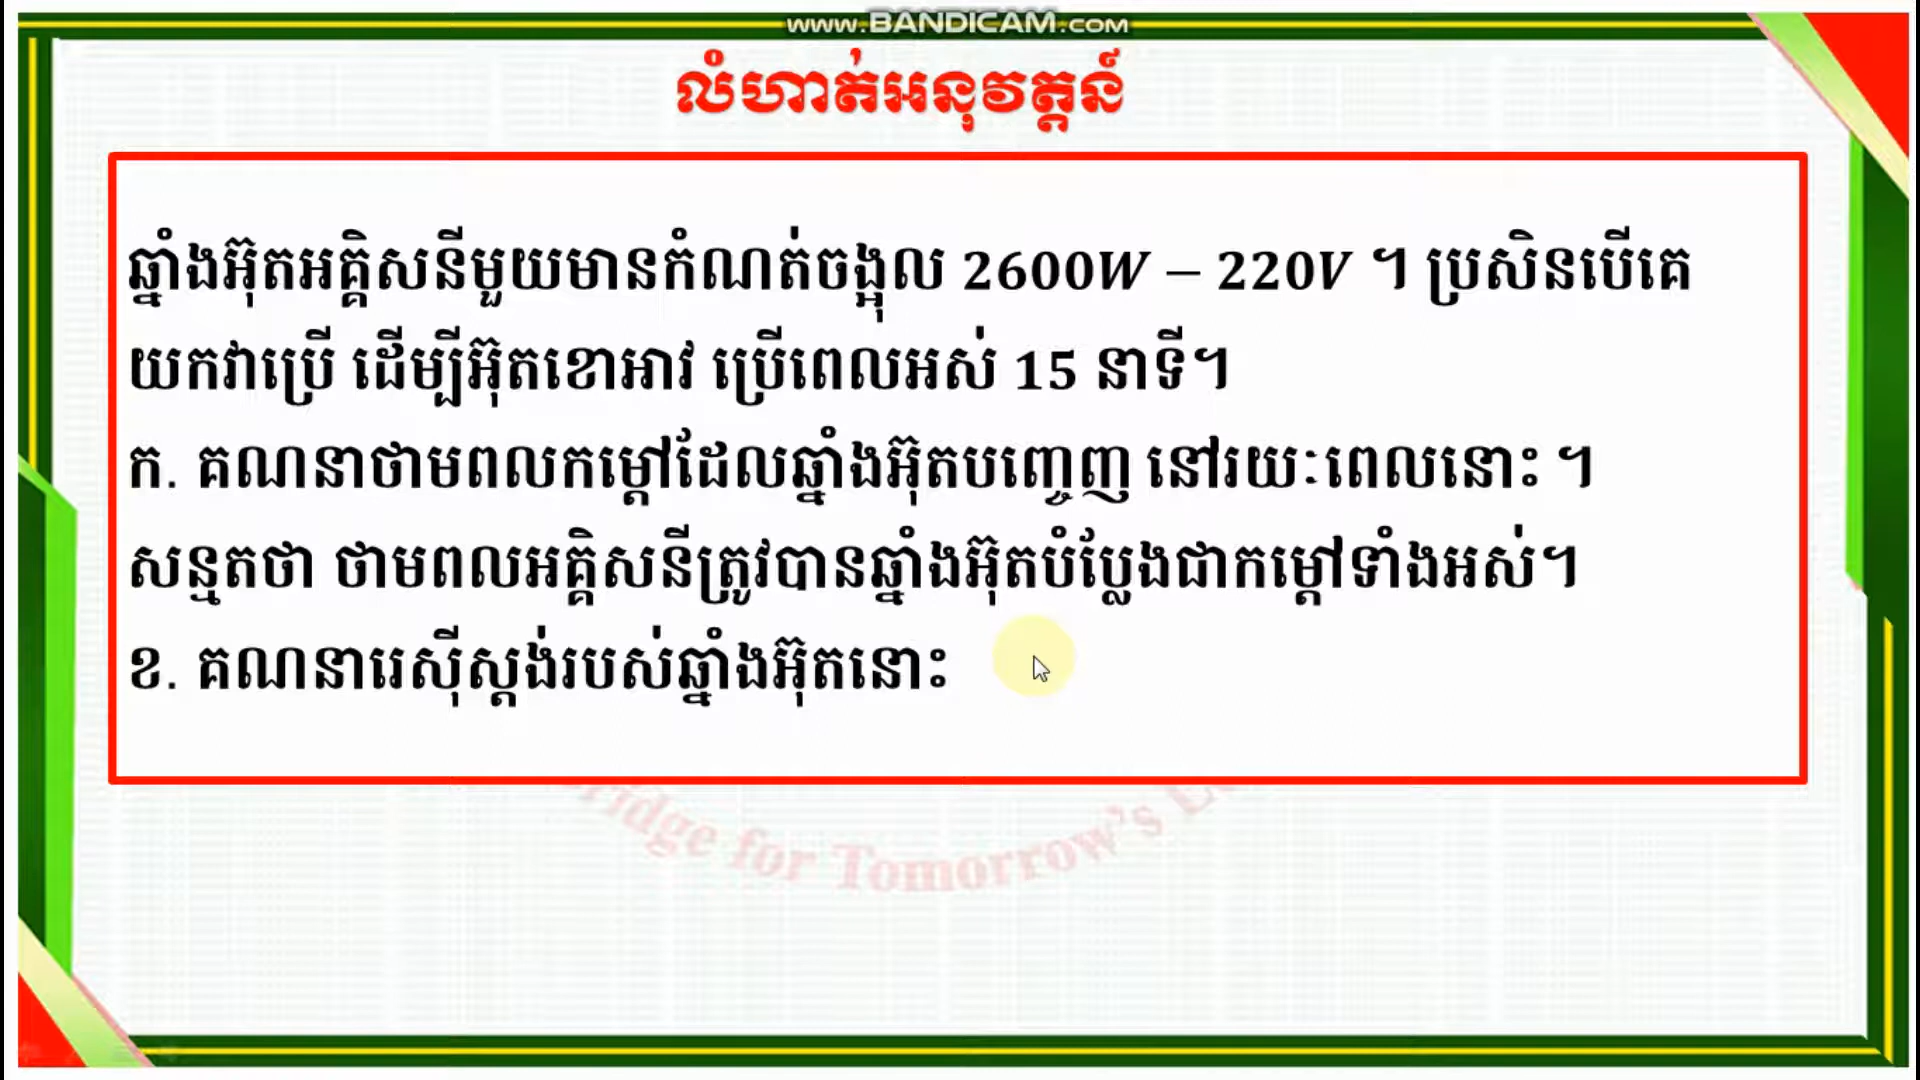 www.BANDICAM.com
លំហាត់អនុវត្តន៍
ឆ្នាំងអ៊ុតអគ្គិសនីមួយមានកំណត់ចង្អុល 2600W – 220V ។ ប្រសិនបើគេ
យកវាប្រើ ដើម្បីអ៊ុតខោអាវ ប្រើពេលអស់ 15 នាទី។
ក. គណនាថាមពលកម្ដៅដែលឆ្នាំងអ៊ុតបញ្ចេញ នៅរយៈពេលនោះ ។
សន្មតថា ថាមពលអគ្គិសនីត្រូវបានឆ្នាំងអ៊ុតបំប្លែងជាកម្ដៅទាំងអស់។
ខ. គណនារេស៊ីស្តង់របស់ឆ្នាំងអ៊ុតនោះ
for Tomorrow's